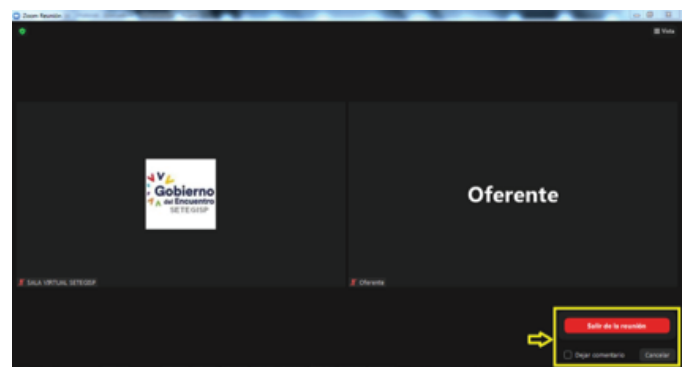 Zoom Reunión
Vista
Gobierno
del Encuentro
SETEGISP
Oferente
SALA VIRTUAL SETEGISP
Oferente
Salir de la reunión
Dejar comentario
Cancelar